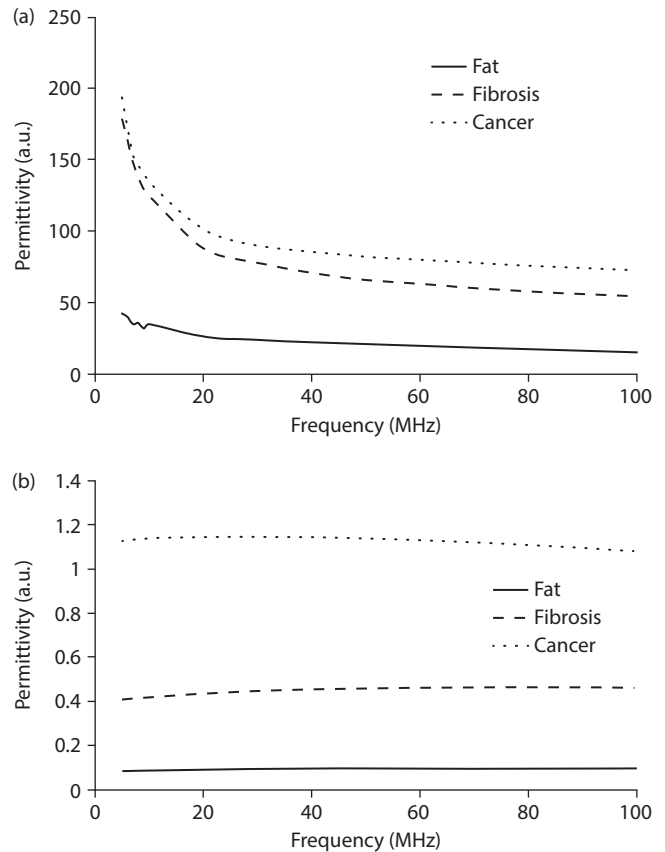 (a)
250
200
150
100
50
0
Permittivity (a.u.)
Fat
Fibrosis
Cancer
0 20 40 60 80 100
Frequency (MHz)
(b)
1.4
1.2
1
0.8
0.6
0.4
0.2
0
Permittivity (a.u.)
Fat
Fibrosis
Cancer
0 20 40 60 80 100
Frequency (MHz)